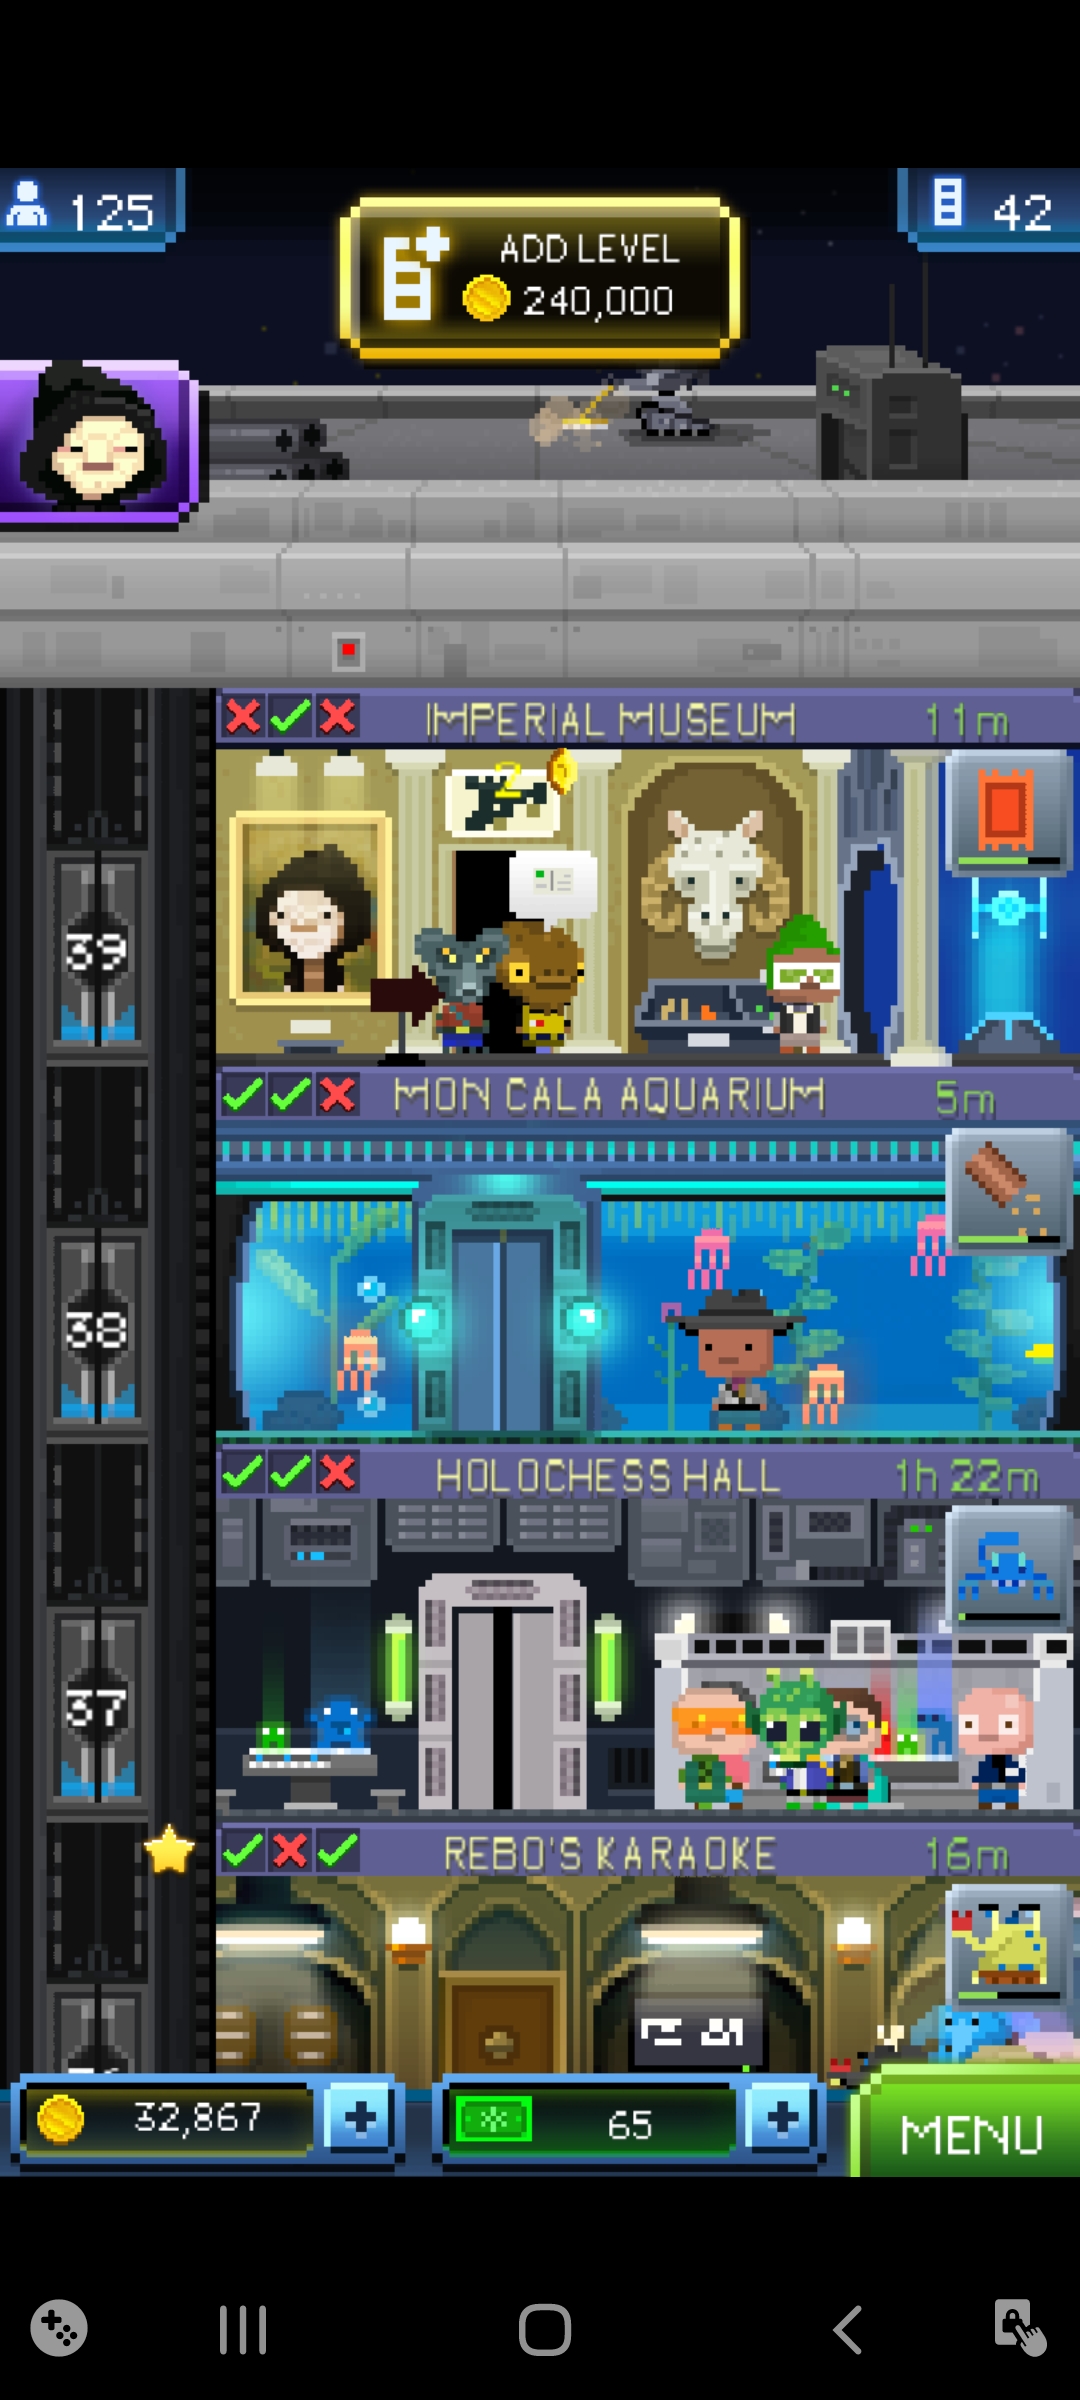 125
ADD LEVEL
240,000
42
IMPERIAL MUSEUM 11m
2
39
MON CALA AQUARIUM 5m
38
HOLOCHESS HALL 1h 22m
37
REBO'S KARAOKE 16m
32,867
65
MENU